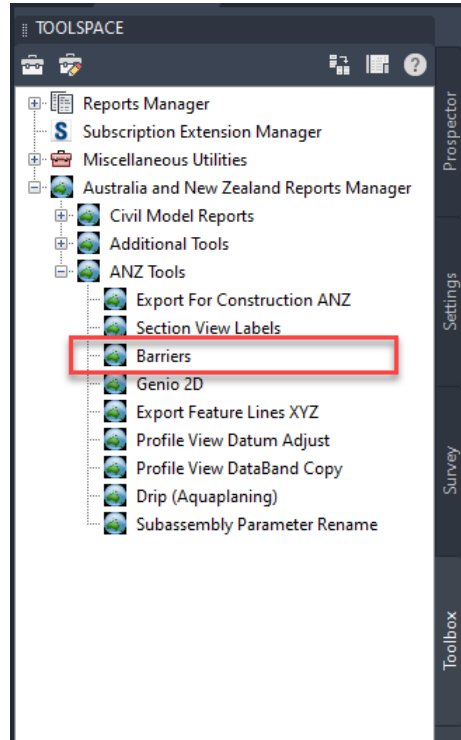 TOOLSPACE
Reports Manager
Subscription Extension Manager
Miscellaneous Utilities
Australia and New Zealand Reports Manager
Civil Model Reports
Additional Tools
ANZ Tools
Export For Construction ANZ
Section View Labels
Barriers
Genio 2D
Export Feature Lines XYZ
Profile View Datum Adjust
Profile View DataBand Copy
Drip (Aquaplaning)
Subassembly Parameter Rename
Prospector
Settings
Survey
Toolbox